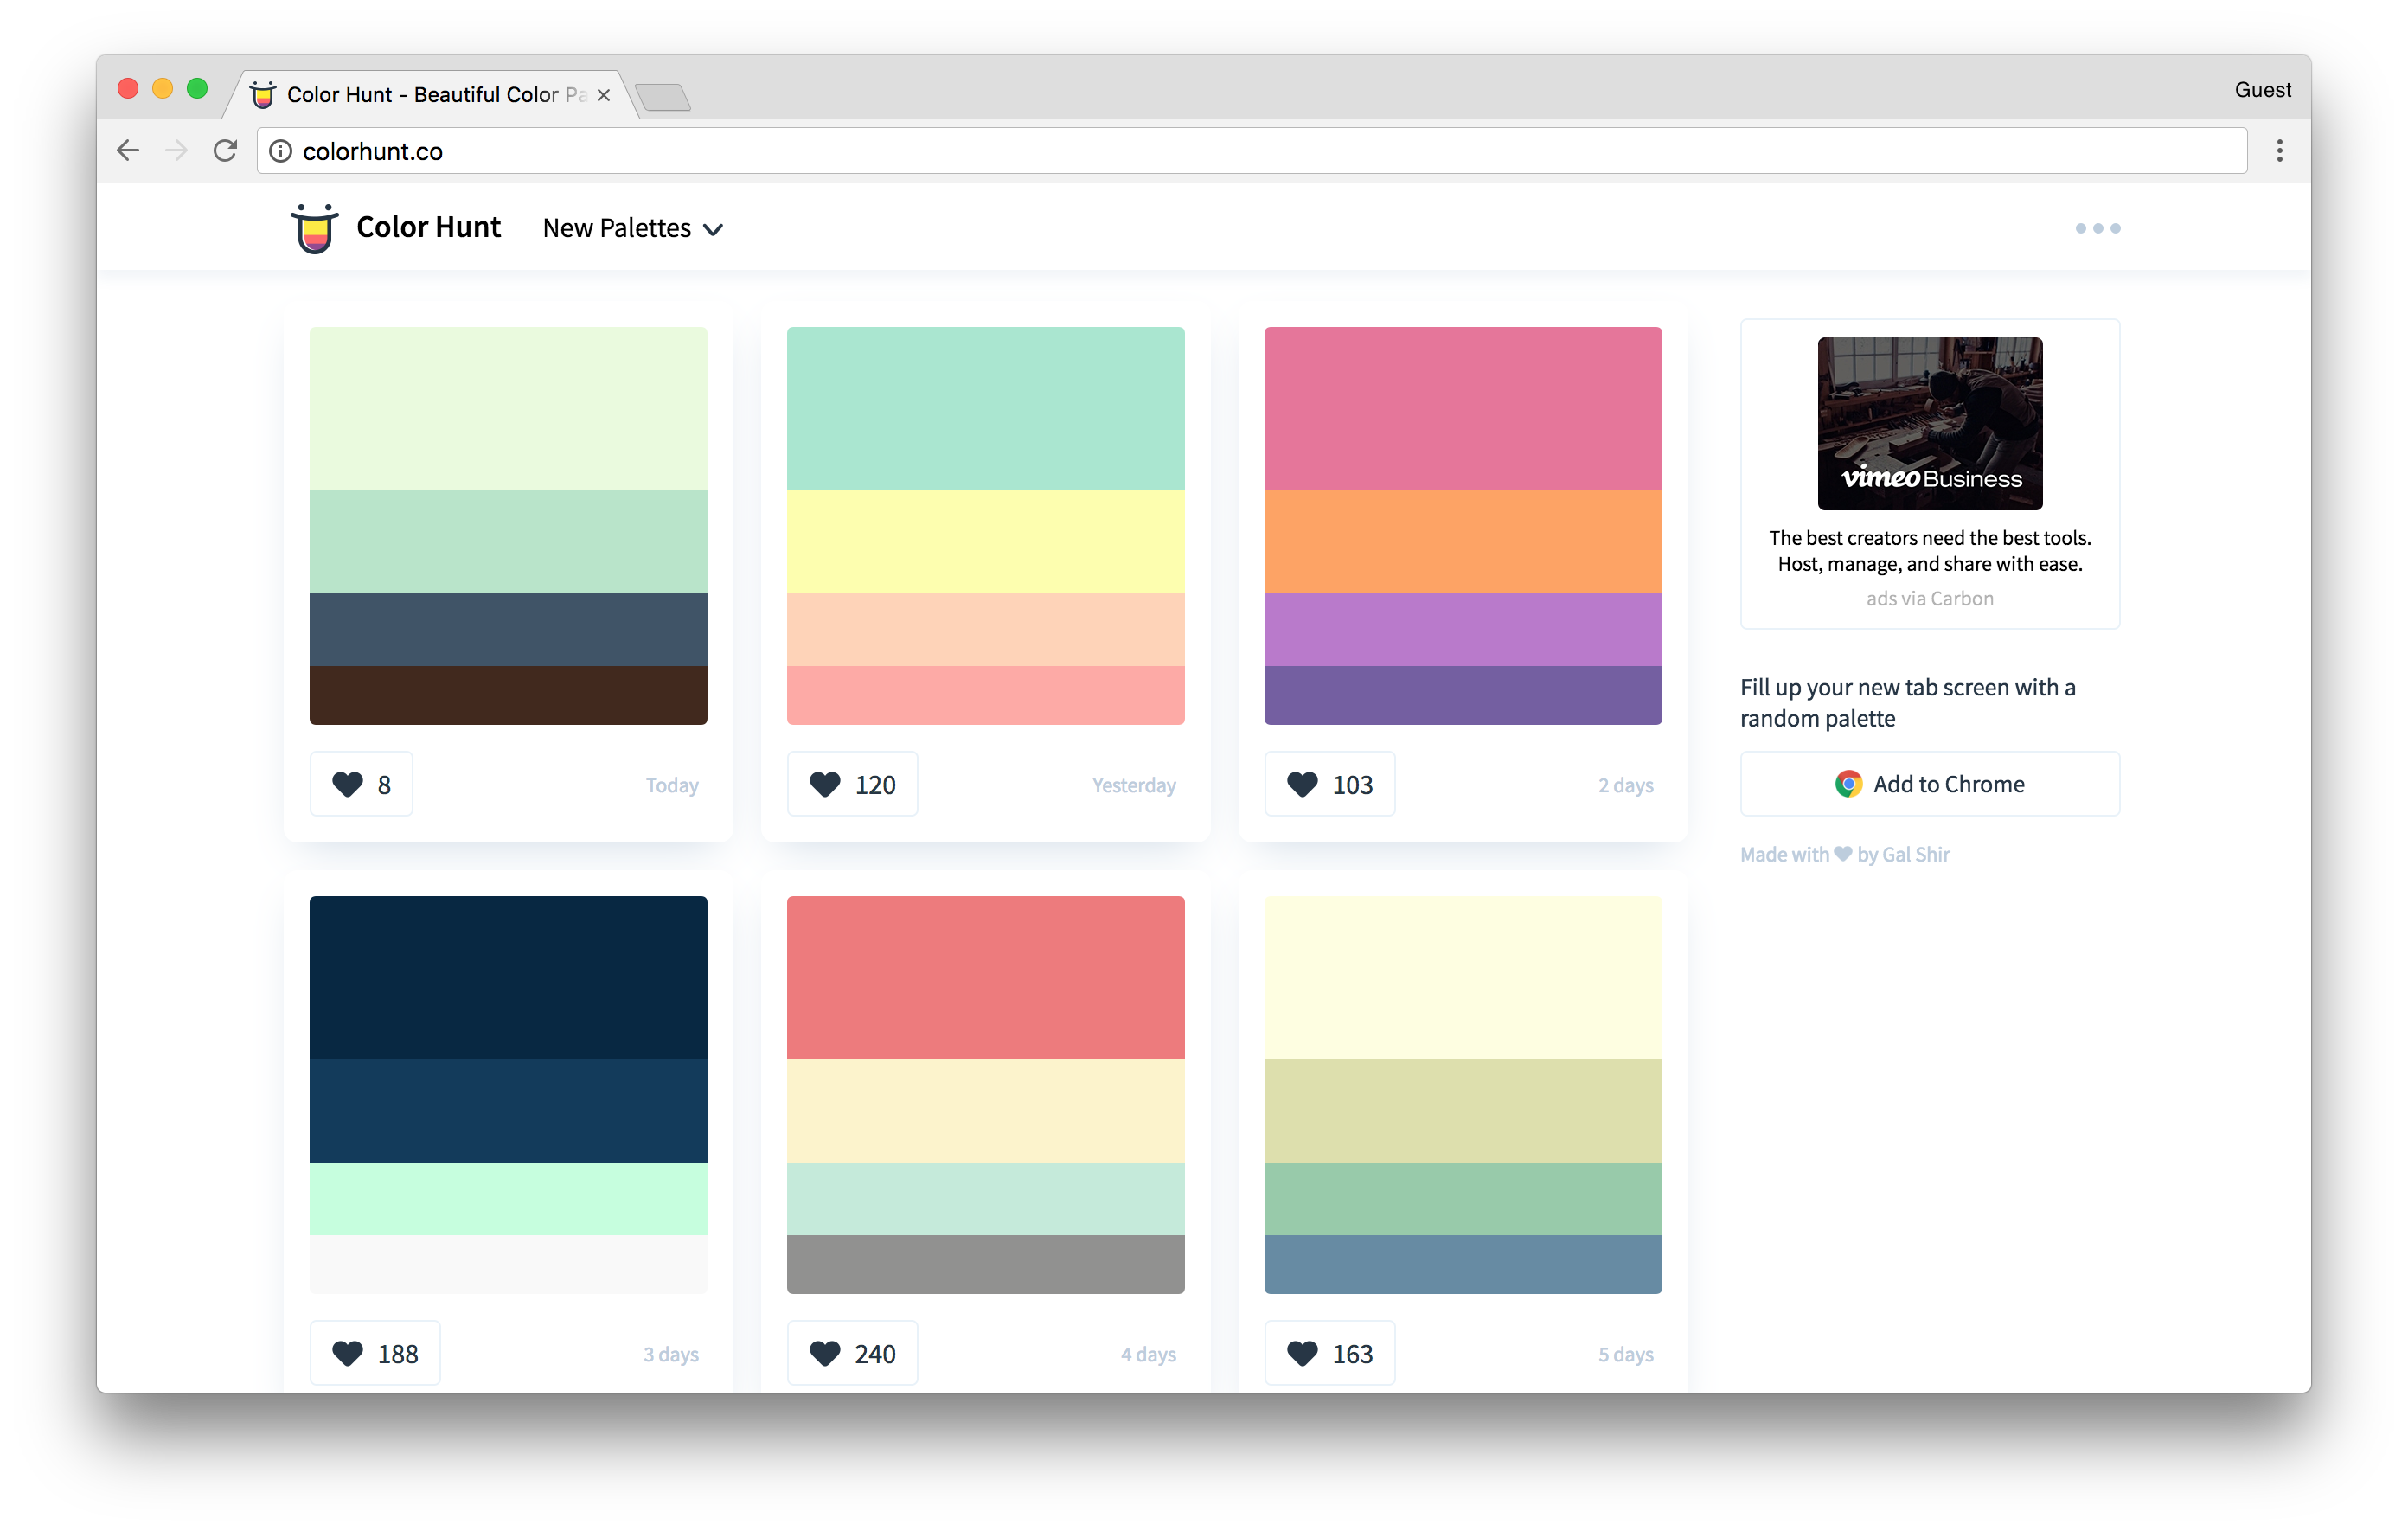 Color Hunt - Beautiful Color Pa
Guest
colorhunt.co
Color Hunt
New Palettes
8
Today
120
Yesterday
103
2 days
vimeo Business
The best creators need the best tools.
Host, manage, and share with ease.
ads via Carbon
Fill up your new tab screen with a
random palette
Add to Chrome
Made with by Gal Shir
188
3 days
240
4 days
163
5 days